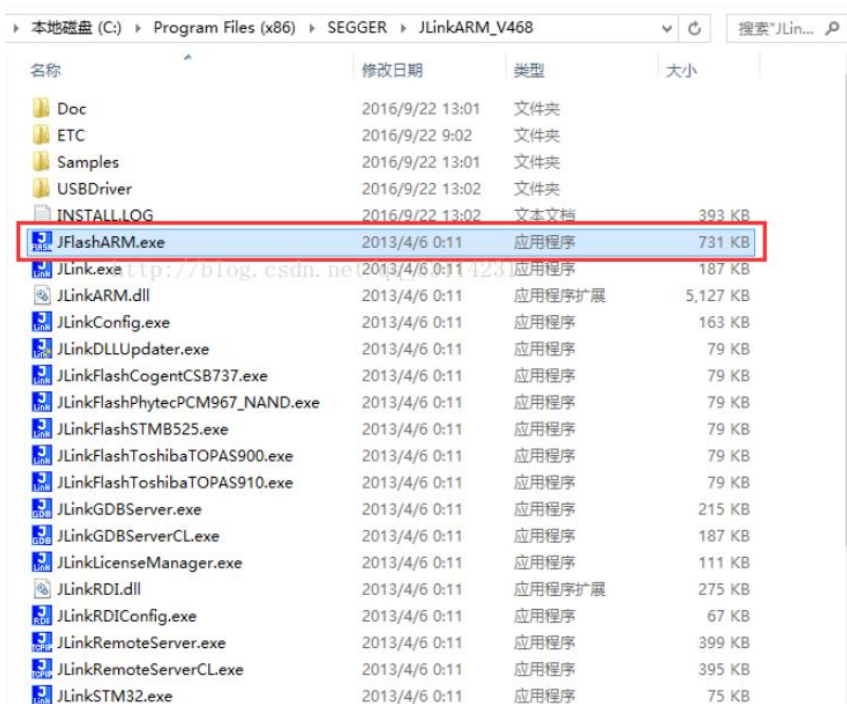 本地磁盘 (C:) ▸ Program Files (x86) ▸ SEGGER ▸ JLinkARM_V468 搜索"JLin...
名称 修改日期 类型 大小
Doc 2016/9/22 13:01 文件夹
ETC 2016/9/22 9:02 文件夹
Samples 2016/9/22 13:01 文件夹
USBDriver 2016/9/22 13:02 文件夹
INSTALL.LOG 2016/9/22 13:02 文本文档 393 KB
JFlashARM.exe 2013/4/6 0:11 应用程序 731 KB
JLink.exe 2013/4/6 0:11 应用程序 187 KB
http://blog.csdn.net
JLinkARM.dll 2013/4/6 0:11 应用程序扩展 5,127 KB
JLinkConfig.exe 2013/4/6 0:11 应用程序 163 KB
JLinkDLLUpdater.exe 2013/4/6 0:11 应用程序 79 KB
JLinkFlashCogentCSB737.exe 2013/4/6 0:11 应用程序 79 KB
JLinkFlashPhytecPCM967_NAND.exe 2013/4/6 0:11 应用程序 79 KB
JLinkFlashSTMB525.exe 2013/4/6 0:11 应用程序 79 KB
JLinkFlashToshibaTOPAS900.exe 2013/4/6 0:11 应用程序 79 KB
JLinkFlashToshibaTOPAS910.exe 2013/4/6 0:11 应用程序 79 KB
JLinkGDBServer.exe 2013/4/6 0:11 应用程序 215 KB
JLinkGDBServerCL.exe 2013/4/6 0:11 应用程序 187 KB
JLinkLicenseManager.exe 2013/4/6 0:11 应用程序 111 KB
JLinkRDI.dll 2013/4/6 0:11 应用程序扩展 275 KB
JLinkRDIConfig.exe 2013/4/6 0:11 应用程序 67 KB
JLinkRemoteServer.exe 2013/4/6 0:11 应用程序 399 KB
JLinkRemoteServerCL.exe 2013/4/6 0:11 应用程序 395 KB
JLinkSTM32.exe 2013/4/6 0:11 应用程序 75 KB